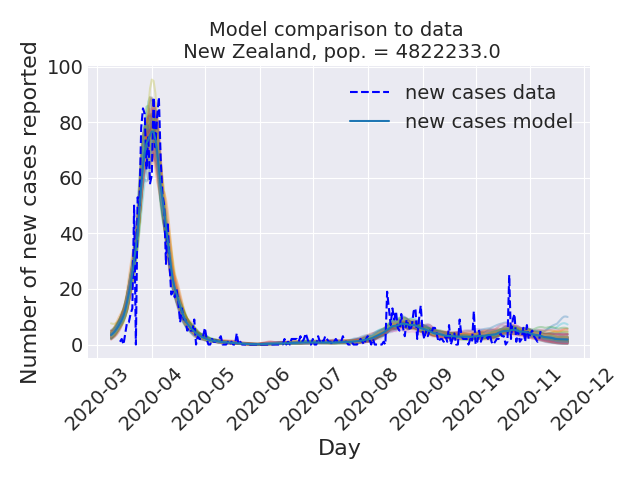 Model comparison to data
New Zealand, pop. = 4822233.0
Number of new cases reported
100
80
60
40
20
0
new cases data
new cases model
2020-03
2020-04
2020-05
2020-06
2020-07
2020-08
2020-09
2020-10
2020-11
2020-12
Day